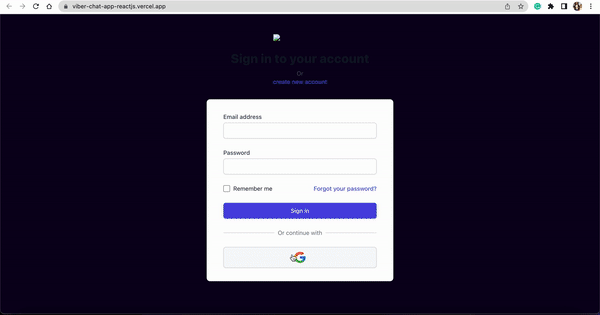 viber-chat-app-reactjs.vercel.app
Sign in to your account
Or
create new account
Email address
Password
Remember me Forgot your password?
Sign in
Or continue with